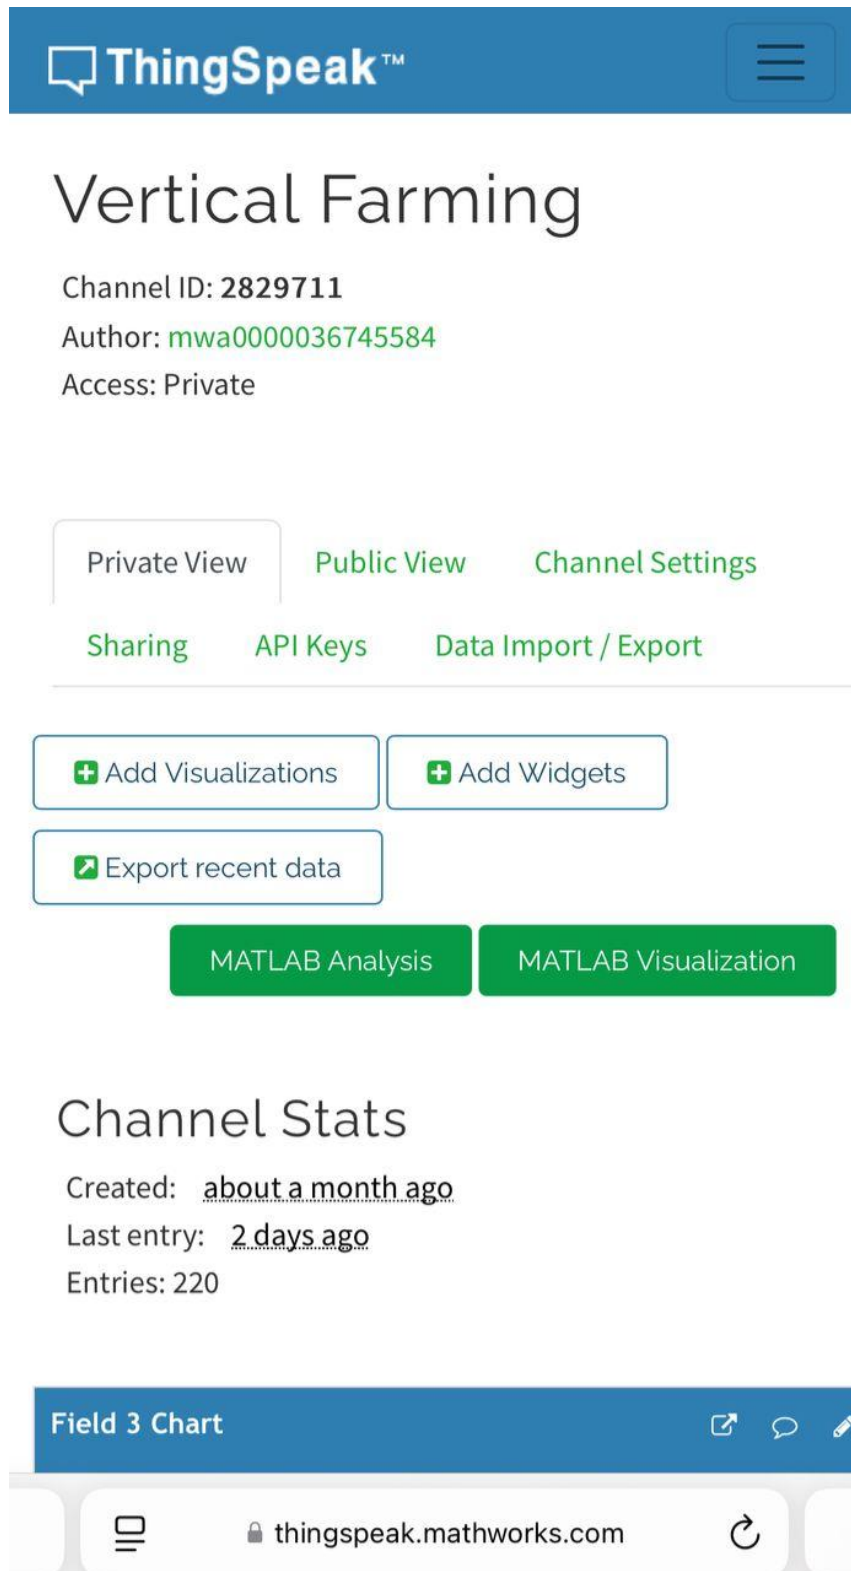 ThingSpeak™
Vertical Farming
Channel ID: 2829711
Author: mwa0000036745584
Access: Private
Private View Public View Channel Settings
Sharing API Keys Data Import / Export
Add Visualizations Add Widgets
Export recent data
MATLAB Analysis MATLAB Visualization
Channel Stats
Created: about a month ago
Last entry: 2 days ago
Entries: 220
Field 3 Chart
thingspeak.mathworks.com